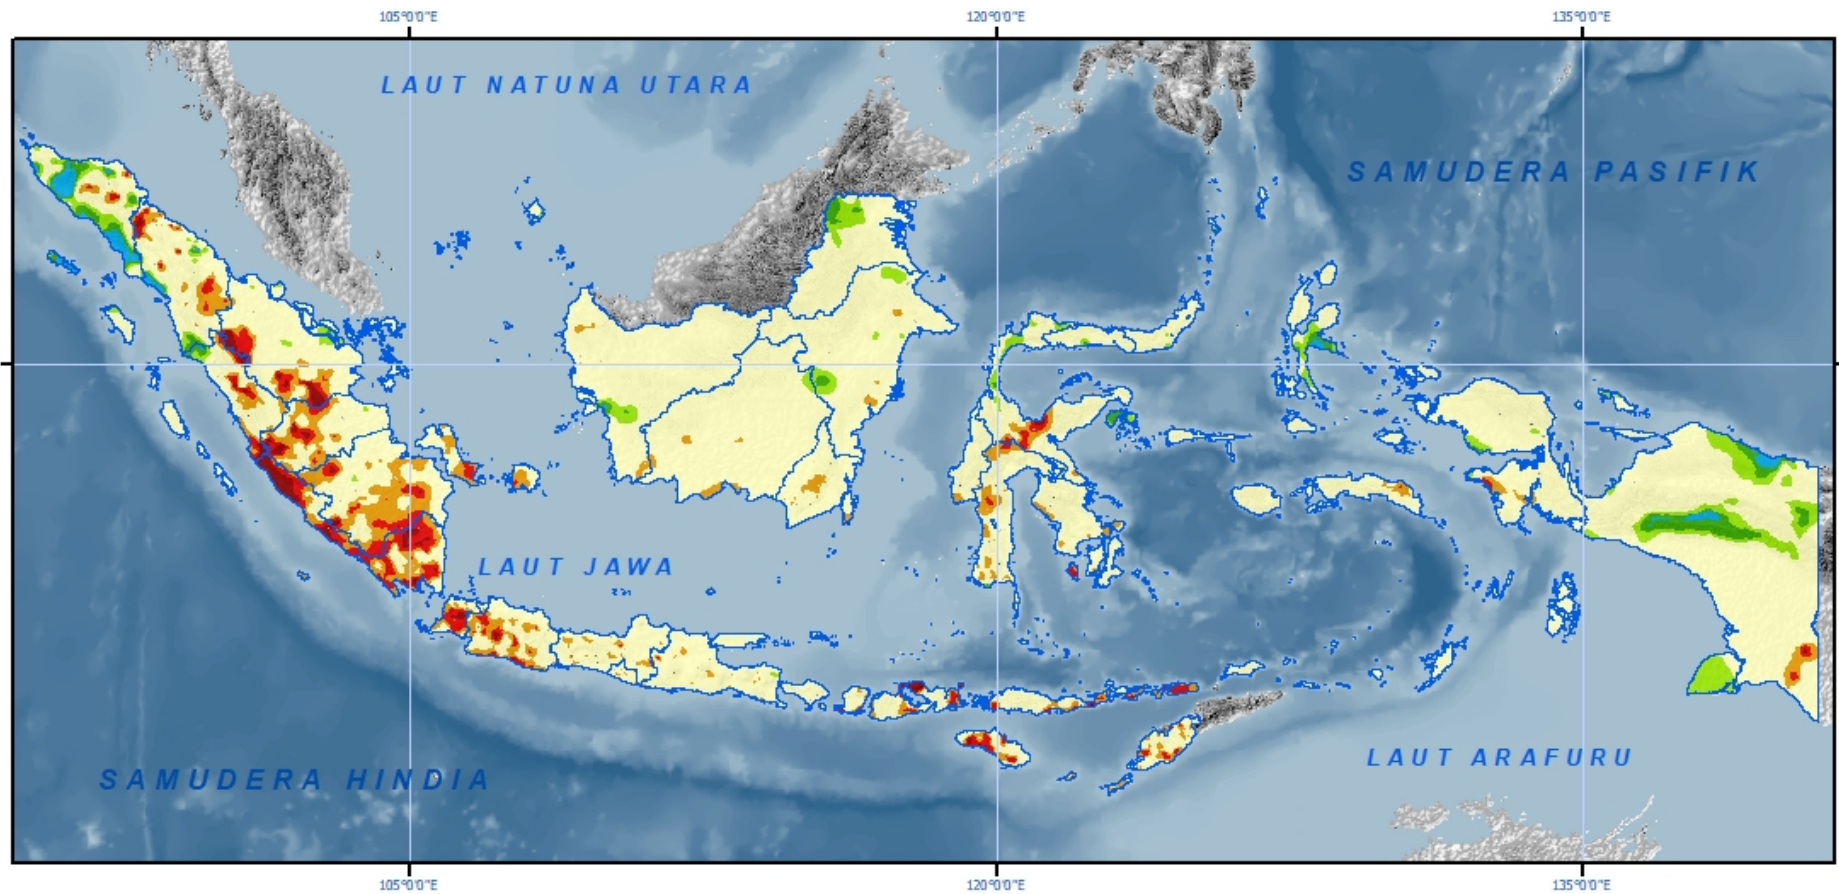 105°0'0"E 120°0'0"E 135°0'0"E
LAUT NATUNA UTARA
SAMUDERA PASIFIK
LAUT JAWA
LAUT ARAFURU
SAMUDERA HINDIA
105°0'0"E 120°0'0"E 135°0'0"E